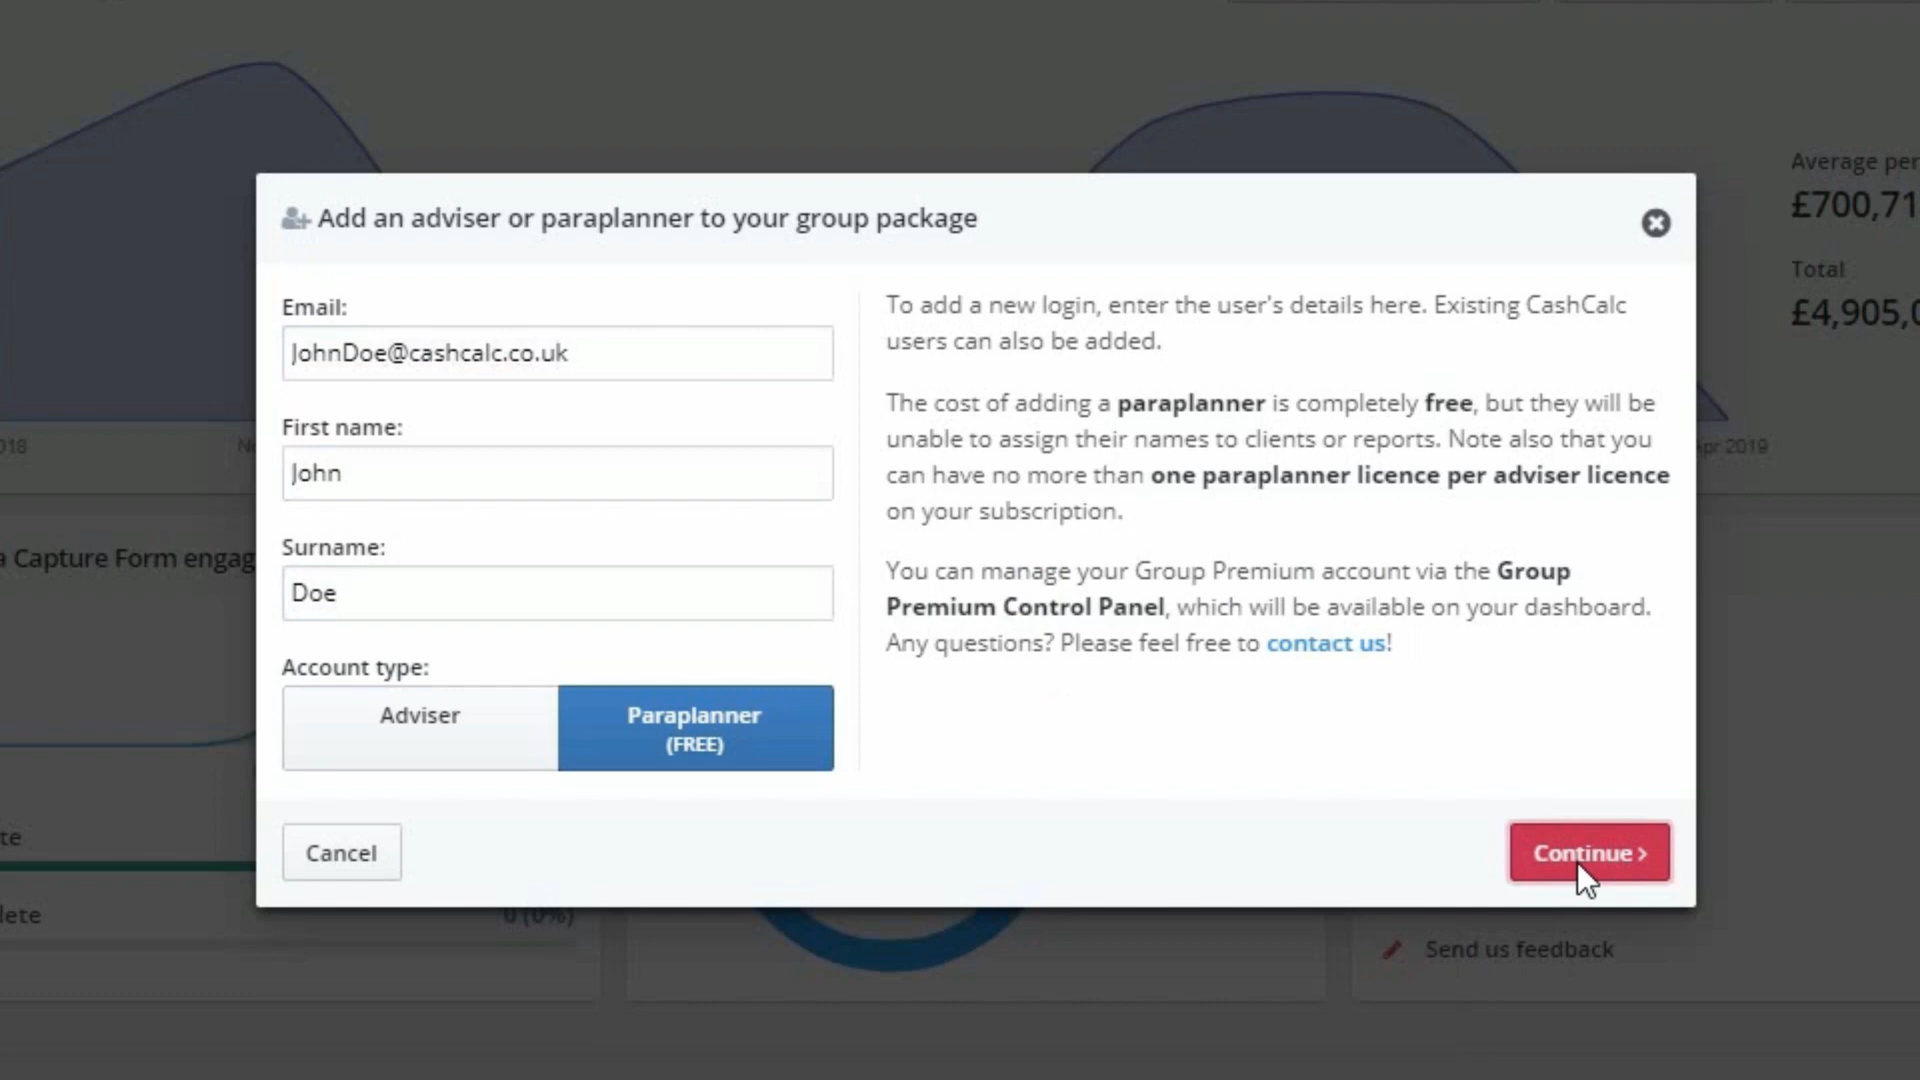 Average per
£700,71
Total
£4,905,0
Add an adviser or paraplanner to your group package
Email:
JohnDoe@cashcalc.co.uk
First name:
John
Surname:
Doe
Account type:
Adviser
Paraplanner
(FREE)
To add a new login, enter the user's details here. Existing CashCalc
users can also be added.
The cost of adding a paraplanner is completely free, but they will be
unable to assign their names to clients or reports. Note also that you
can have no more than one paraplanner licence per adviser licence
on your subscription.
You can manage your Group Premium account via the Group
Premium Control Panel, which will be available on your dashboard.
Any questions? Please feel free to contact us!
Cancel
Continue
018
Apr 2019
a Capture Form engag
te
lete
0 (0%)
Send us feedback